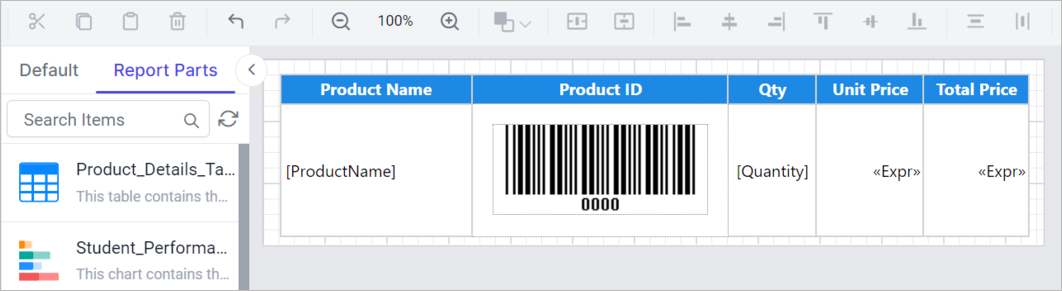 100%
Default Report Parts
Search Items
Product_Details_Ta...
This table contains th...
Student_Performa...
This chart contains th...
Product Name Product ID Qty Unit Price Total Price
[ProductName] [Quantity] «Expr» «Expr»
0000